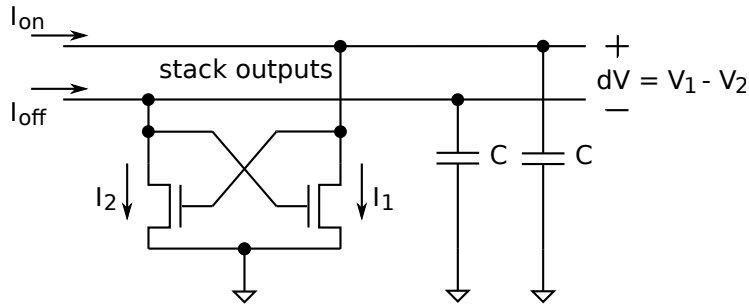 I_on
stack outputs
dV = V_1 - V_2
I_off
C
C
I_2
I_1